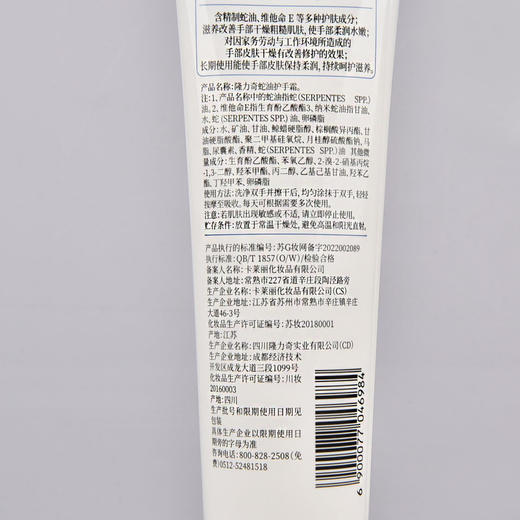 含精制蛇油、维他命E等多种护肤成分;
滋养改善手部干燥粗糙肌肤,使手部柔润水嫩;
对因家务劳动与工作环境所造成的
手部皮肤干燥有改善修护的效果;
长期使用能使手部皮肤保持柔润,持续呵护滋养。
产品名称:隆力奇蛇油护手霜。
注:1、产品名称中的蛇油指蛇(SERPENTES SPP.)
油,2、维他命E指生育酚乙酸酯3、纳米蛇油指甘油、
水、蛇(SERPENTES SPP.)油、卵磷脂
成分:水、矿油、甘油、鲸蜡硬脂醇、棕榈酸异丙酯、甘
油硬脂酸酯、聚二甲基硅氧烷、月桂醇硫酸酯钠、马
脂、尿囊素、香精、蛇(SERPENTES SPP.)油 其他微
量成分:生育酚乙酸酯、苯氧乙醇、2-溴-2-硝基丙烷
-1,3-二醇、羟苯甲酯、丙二醇、乙基己基甘油、羟苯乙
酯、丁羟甲苯、卵磷脂
使用方法:洗净双手并擦干后,均匀涂抹于双手,轻轻
按摩至吸收。每天可根据需要多次使用。
注意:若肌肤出现敏感或不适,请立即停止使用。
贮存条件:放置于常温干燥处,避免高温和阳光直射。
产品执行的标准编号:苏G妆网备字2022002089
执行标准:QB/T 1857(O/W)/检验合格
备案人名称:卡莱丽化妆品有限公司
备案人地址:常熟市227省道辛庄段陶泾路旁
生产企业名称:卡莱丽化妆品有限公司(CS)
生产企业地址:江苏省苏州市常熟市辛庄镇辛庄
大道46-3号
化妆品生产许可证编号:苏妆20180001
产地:江苏
生产企业名称:四川隆力奇实业有限公司(CD)
生产企业地址:成都经济技术
开发区成龙大道三段1099号
化妆品生产许可证编号:川妆
20160003
产地:四川
生产批号和限期使用日期见
包装
具体生产企业以限期使用日
期旁的字母为准
咨询电话:800-828-2508(免费)
0512-52481518
6 900077 046984